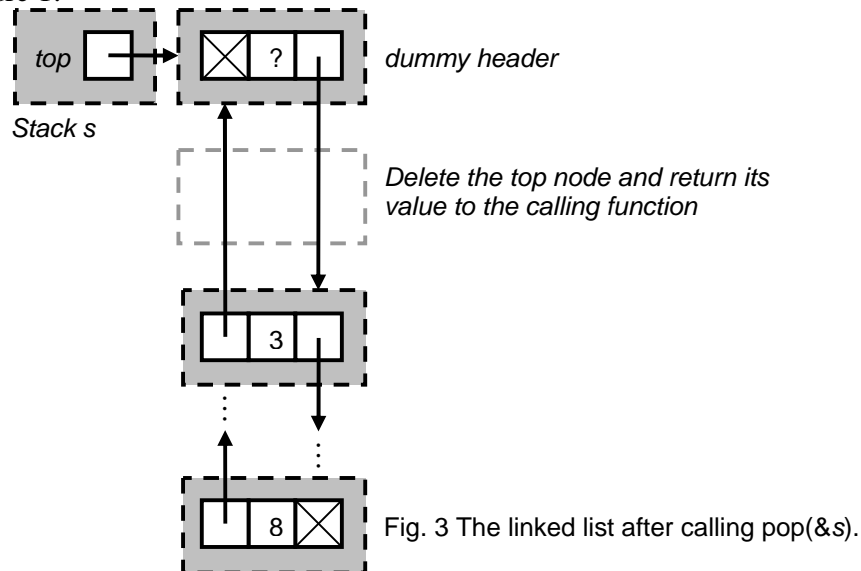 top
?
dummy header
Stack s
Delete the top node and return its
value to the calling function
3
8
Fig. 3 The linked list after calling pop(&s).